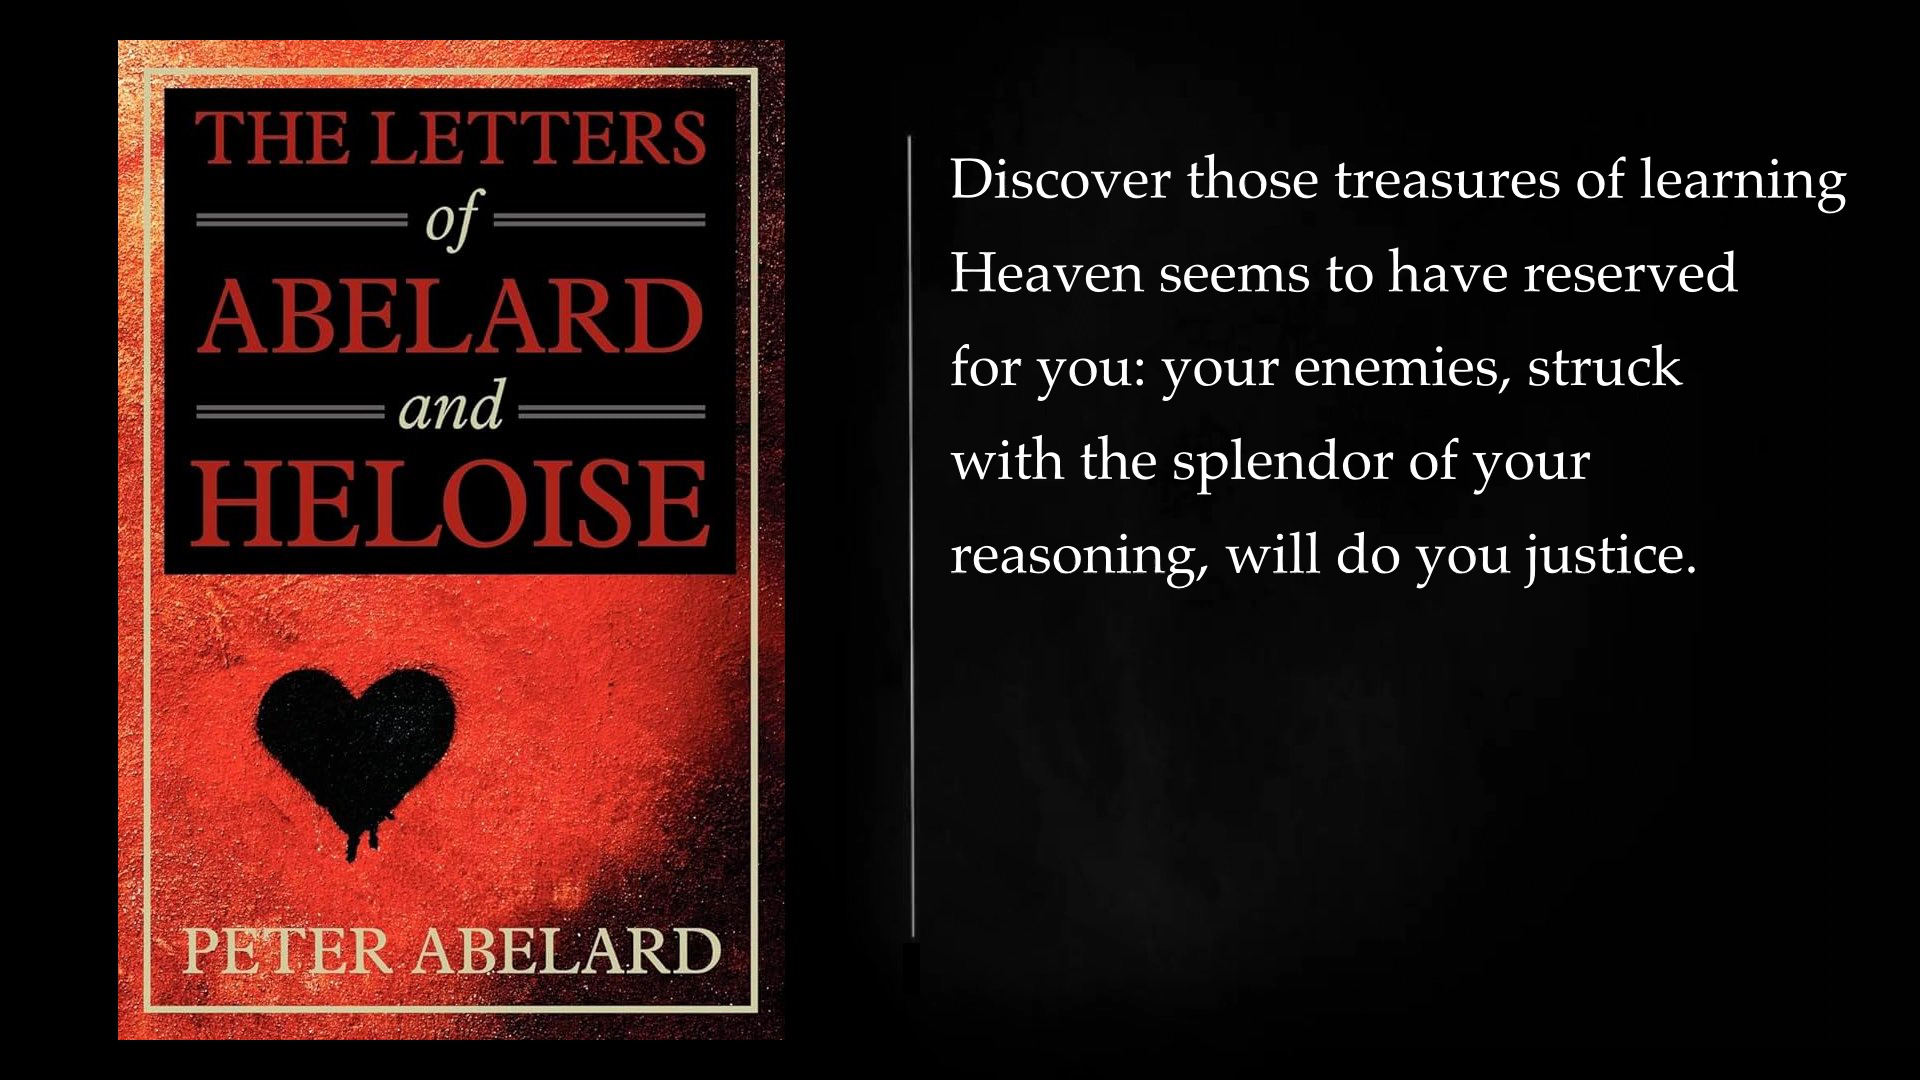 THE LETTERS
of
ABELARD
and
HELOISE
PETER ABELARD
Discover those treasures of learning
Heaven seems to have reserved
for you: your enemies, struck
with the splendor of your
reasoning, will do you justice.